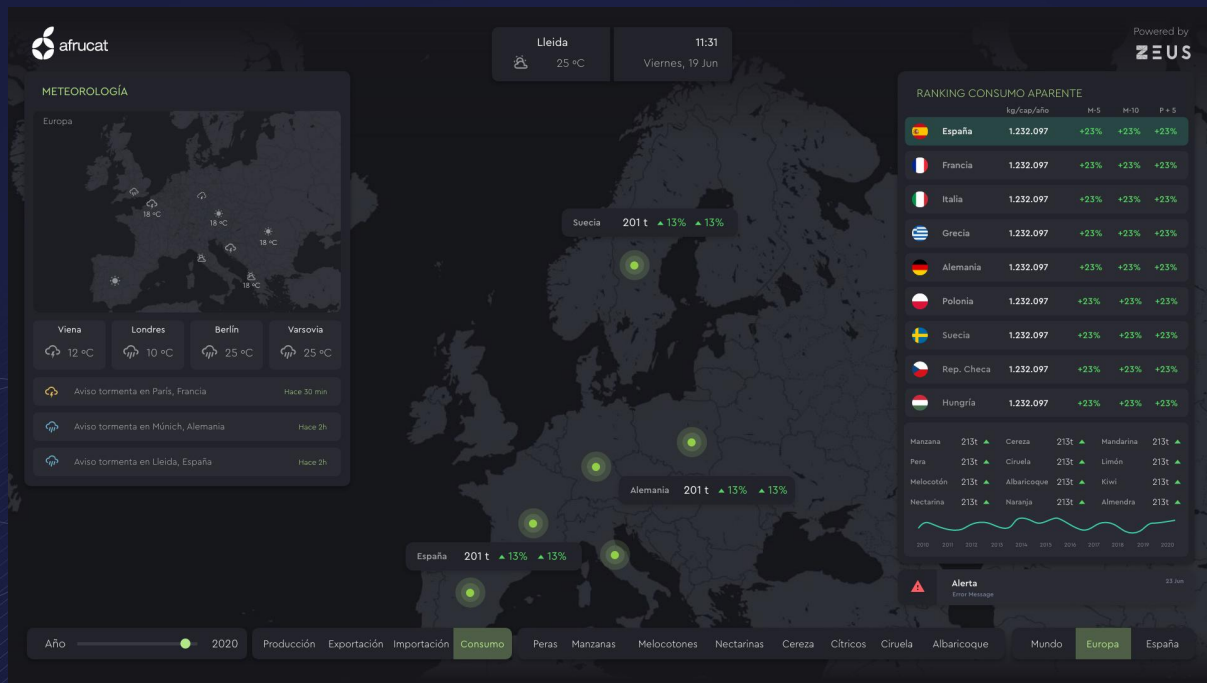 afrucat
Lleida
25 ºC
11:31
Viernes, 19 Jun
Powered by
ZEUS
METEOROLOGÍA
Europa
18 ºC
18 ºC
18 ºC
18 ºC
Viena
12 ºC
Londres
10 ºC
Berlín
25 ºC
Varsovia
25 ºC
Aviso tormenta en París, Francia Hace 30 min
Aviso tormenta en Múnich, Alemania Hace 2h
Aviso tormenta en Lleida, España Hace 2h
Suecia 201 t ▲ 13% ▲ 13%
Alemania 201 t ▲ 13% ▲ 13%
España 201 t ▲ 13% ▲ 13%
RANKING CONSUMO APARENTE
kg/cap/año M-5 M-10 P + S
España 1.232.097 +23% +23% +23%
Francia 1.232.097 +23% +23% +23%
Italia 1.232.097 +23% +23% +23%
Grecia 1.232.097 +23% +23% +23%
Alemania 1.232.097 +23% +23% +23%
Polonia 1.232.097 +23% +23% +23%
Suecia 1.232.097 +23% +23% +23%
Rep. Checa 1.232.097 +23% +23% +23%
Hungría 1.232.097 +23% +23% +23%
Manzana 213t ▲ Cereza 213t ▲ Mandarina 213t ▲
Pera 213t ▲ Ciruela 213t ▲ Limón 213t ▲
Melocotón 213t ▲ Albaricoque 213t ▲ Kiwi 213t ▲
Nectarina 213t ▲ Naranja 213t ▲ Almendra 213t ▲
2010 2011 2012 2013 2014 2015 2016 2017 2018 2019 2020
Alerta 23 Jun
Error Message
Año 2020
Producción Exportación Importación Consumo
Peras Manzanas Melocotones Nectarinas Cereza Cítricos Ciruela Albaricoque
Mundo Europa España